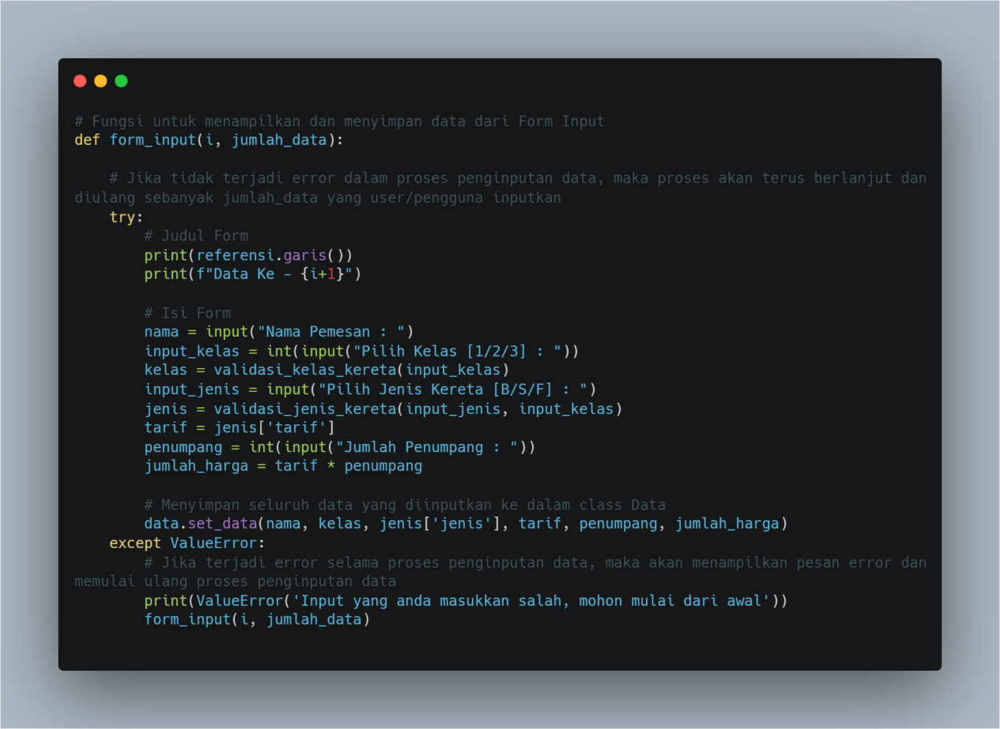 # Fungsi untuk menampilkan dan menyimpan data dari Form Input
def form_input(i, jumlah_data):
    # Jika tidak terjadi error dalam proses penginputan data, maka proses akan terus berlanjut dan
diulang sebanyak jumlah_data yang user/pengguna inputkan
    try:
        # Judul Form
        print(referensi.garis())
        print(f"Data Ke - {i+1}")
        # Isi Form
        nama = input("Nama Pemesan : ")
        input_kelas = int(input("Pilih Kelas [1/2/3] : "))
        kelas = validasi_kelas_kereta(input_kelas)
        input_jenis = input("Pilih Jenis Kereta [B/S/F] : ")
        jenis = validasi_jenis_kereta(input_jenis, input_kelas)
        tarif = jenis['tarif']
        penumpang = int(input("Jumlah Penumpang : "))
        jumlah_harga = tarif * penumpang
        # Menyimpan seluruh data yang diinputkan ke dalam class Data
        data.set_data(nama, kelas, jenis['jenis'], tarif, penumpang, jumlah_harga)
    except ValueError:
        # Jika terjadi error selama proses penginputan data, maka akan menampilkan pesan error dan
memulai ulang proses penginputan data
        print(ValueError('Input yang anda masukkan salah, mohon mulai dari awal'))
        form_input(i, jumlah_data)